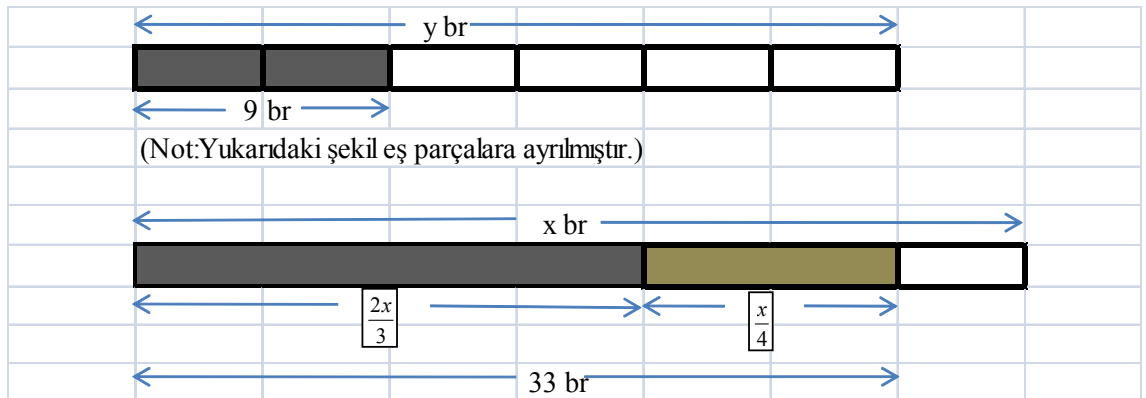 y br
9 br
(Not:Yukarıdaki şekil eş parçalara ayrılmıştır.)
x br
2x/3 x/4
33 br